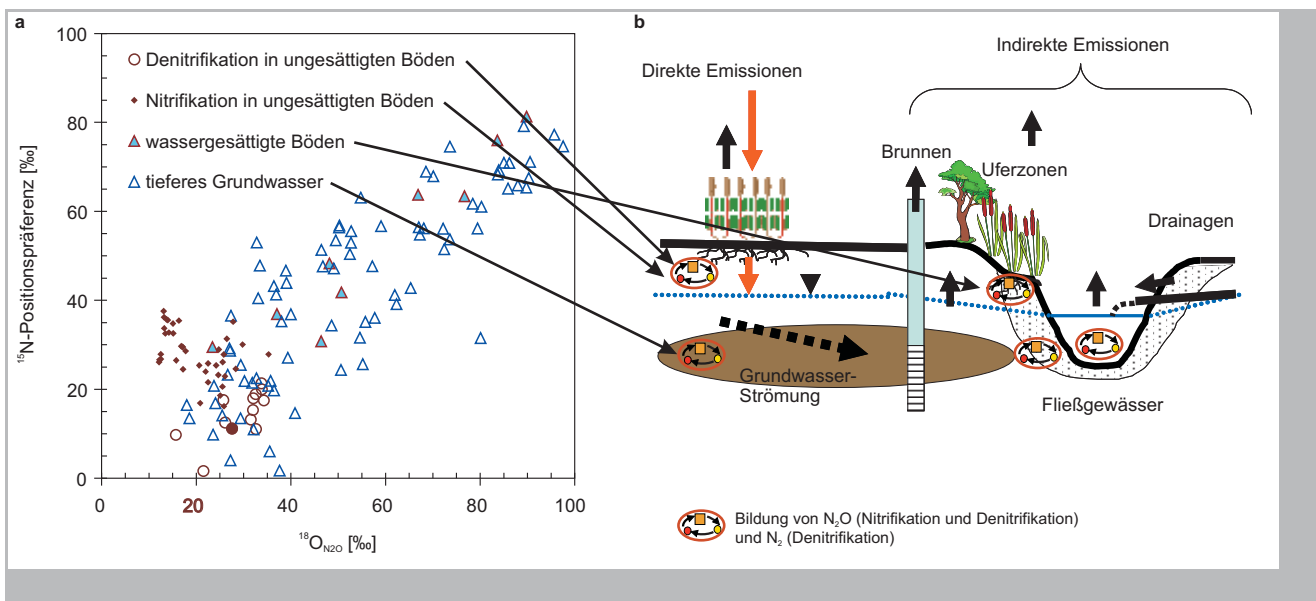 a
100
80
60
40
20
0
0
20
40
60
80
100
¹⁵N-Positionspräferenz [‰]
¹⁸O_N2O [‰]
Denitrifikation in ungesättigten Böden
Nitrifikation in ungesättigten Böden
wassergesättigte Böden
tieferes Grundwasser
b
Indirekte Emissionen
Direkte Emissionen
Brunnen
Uferzonen
Drainagen
Grundwasser-
Strömung
Fließgewässer
Bildung von N₂O (Nitrifikation und Denitrifikation)
und N₂ (Denitrifikation)